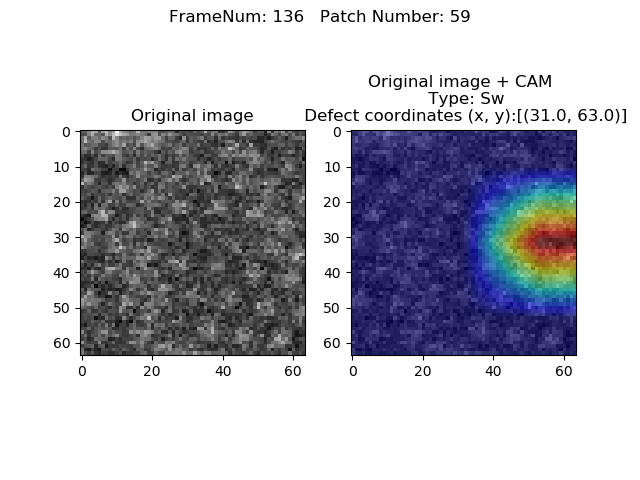 FrameNum: 136   Patch Number: 59
Original image
Original image + CAM
Type: Sw
Defect coordinates (x, y):[(31.0, 63.0)]
0
10
20
30
40
50
60
0 20 40 60
0
10
20
30
40
50
60
0 20 40 60